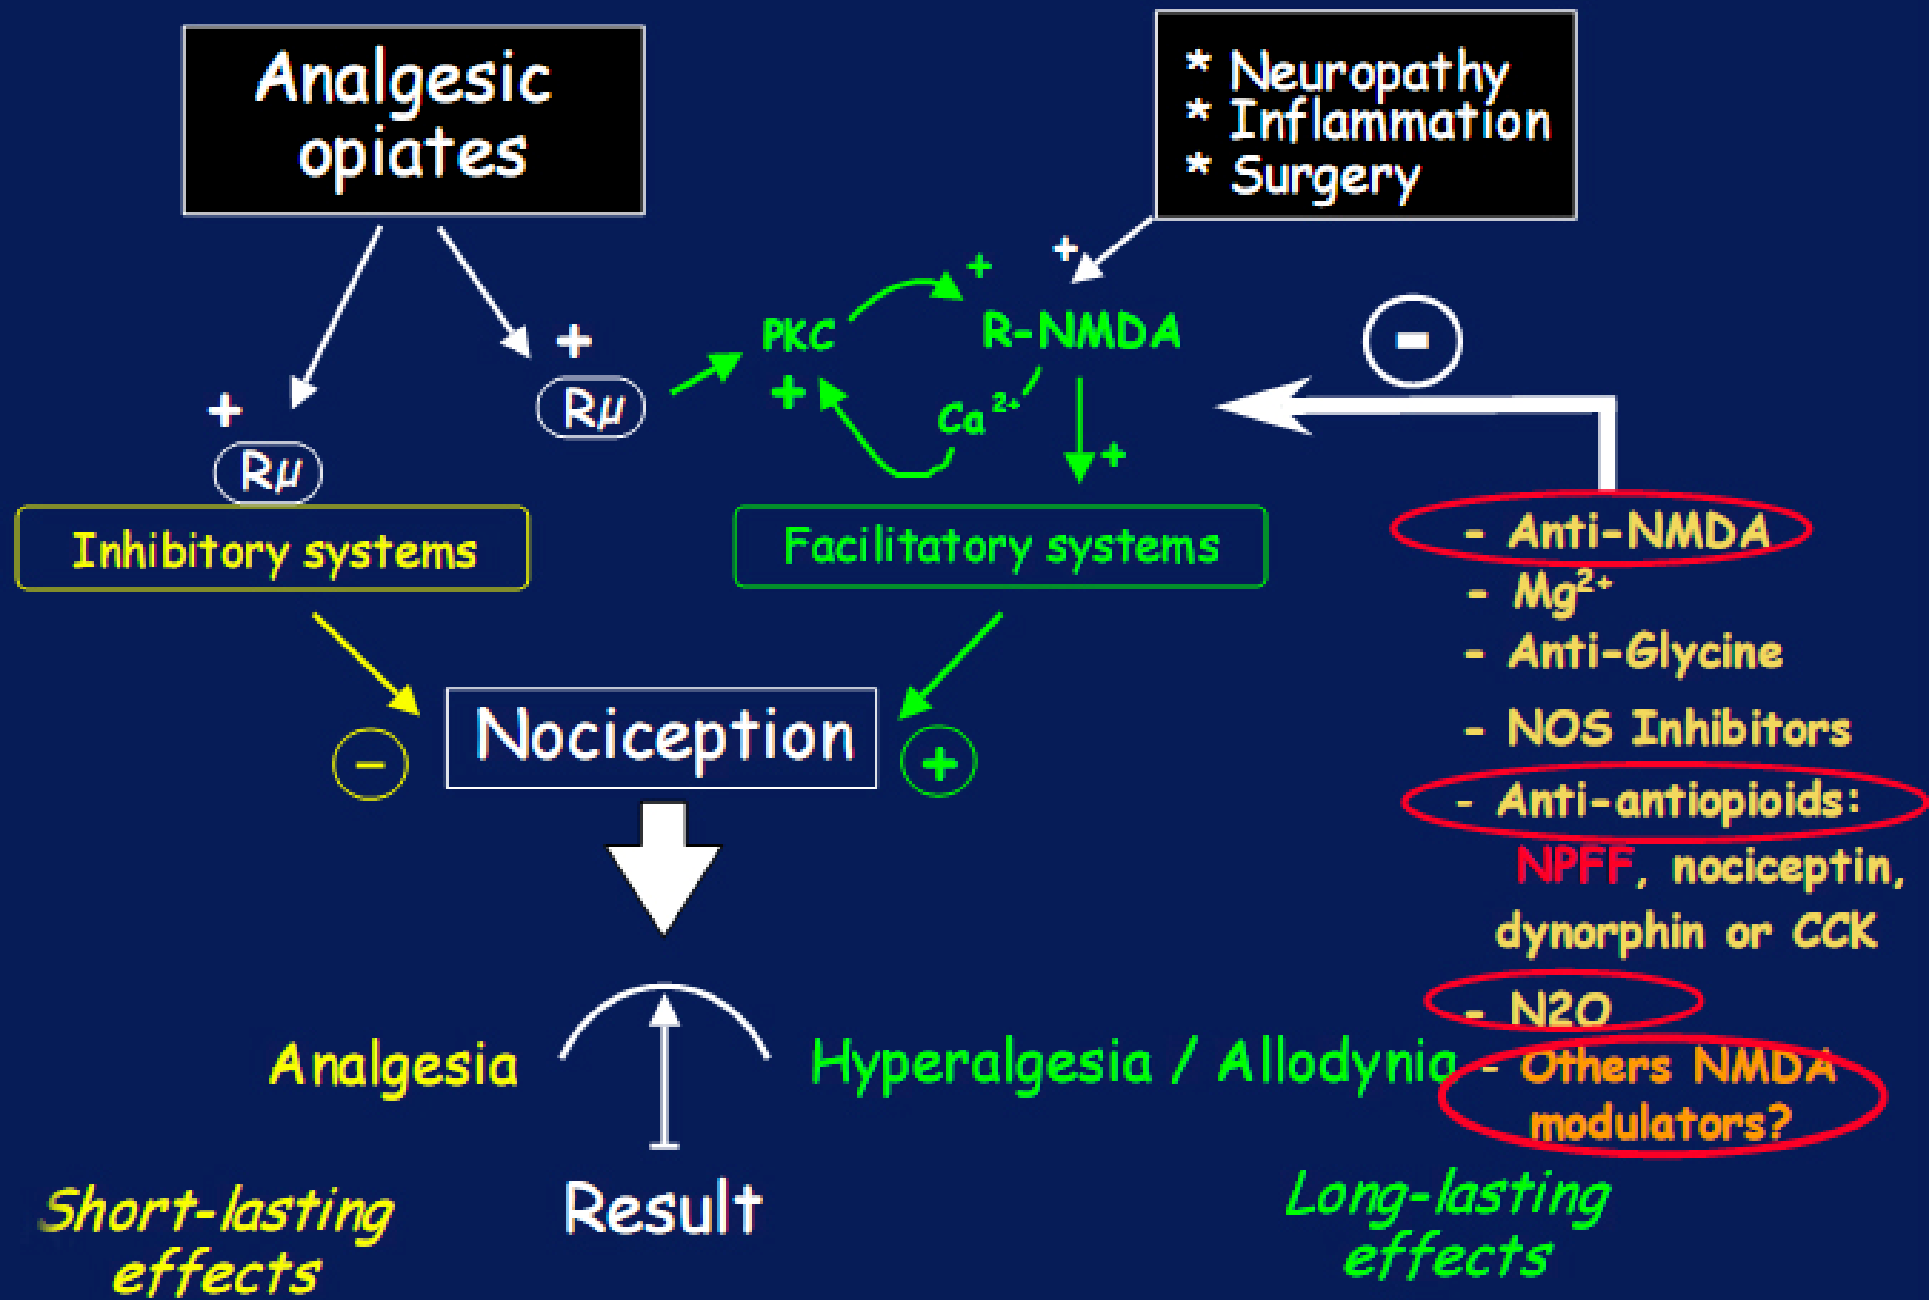 Analgesic
opiates
* Neuropathy
* Inflammation
* Surgery
+
+
+
+
Rμ
Rμ
PKC
+
R-NMDA
Ca²⁺
+
-
Inhibitory systems
Facilitatory systems
- Anti-NMDA
- Mg²⁺
- Anti-Glycine
- NOS Inhibitors
- Anti-antiopioids:
NPFF, nociceptin,
dynorphin or CCK
- N2O
- Others NMDA
modulators?
-
Nociception
+
Analgesia
Hyperalgesia / Allodynia
Short-lasting
effects
Result
Long-lasting
effects